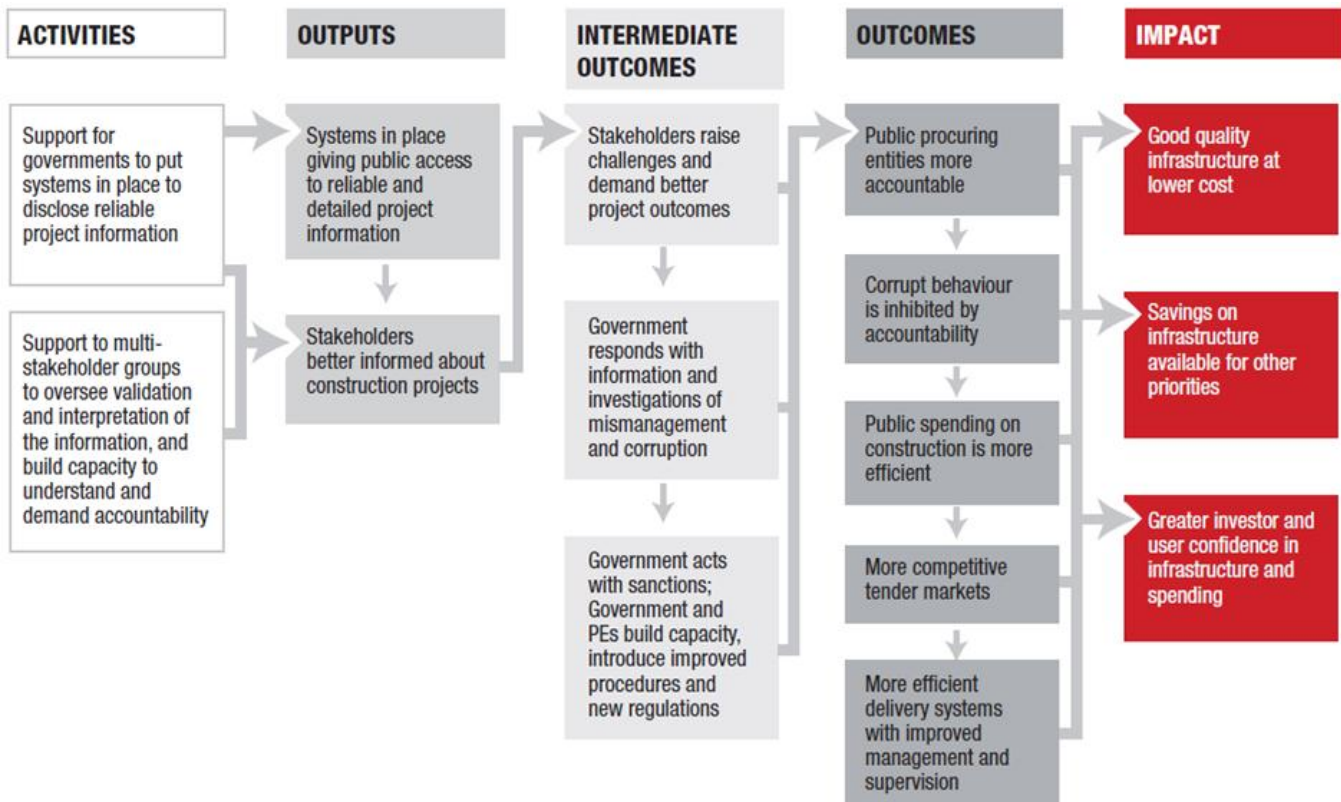 ACTIVITIES
OUTPUTS
INTERMEDIATE
OUTCOMES
OUTCOMES
IMPACT
Support for
governments to put
systems in place to
disclose reliable
project information
Support to multi-
stakeholder groups
to oversee validation
and interpretation of
the information, and
build capacity to
understand and
demand accountability
Systems in place
giving public access
to reliable and
detailed project
information
Stakeholders
better informed about
construction projects
Stakeholders raise
challenges and
demand better
project outcomes
Government
responds with
information and
investigations of
mismanagement
and corruption
Government acts
with sanctions;
Government and
PEs build capacity,
introduce improved
procedures and
new regulations
Public procuring
entities more
accountable
Corrupt behaviour
is inhibited by
accountability
Public spending on
construction is more
efficient
More competitive
tender markets
More efficient
delivery systems
with improved
management and
supervision
Good quality
infrastructure at
lower cost
Savings on
infrastructure
available for other
priorities
Greater investor and
user confidence in
infrastructure and
spending